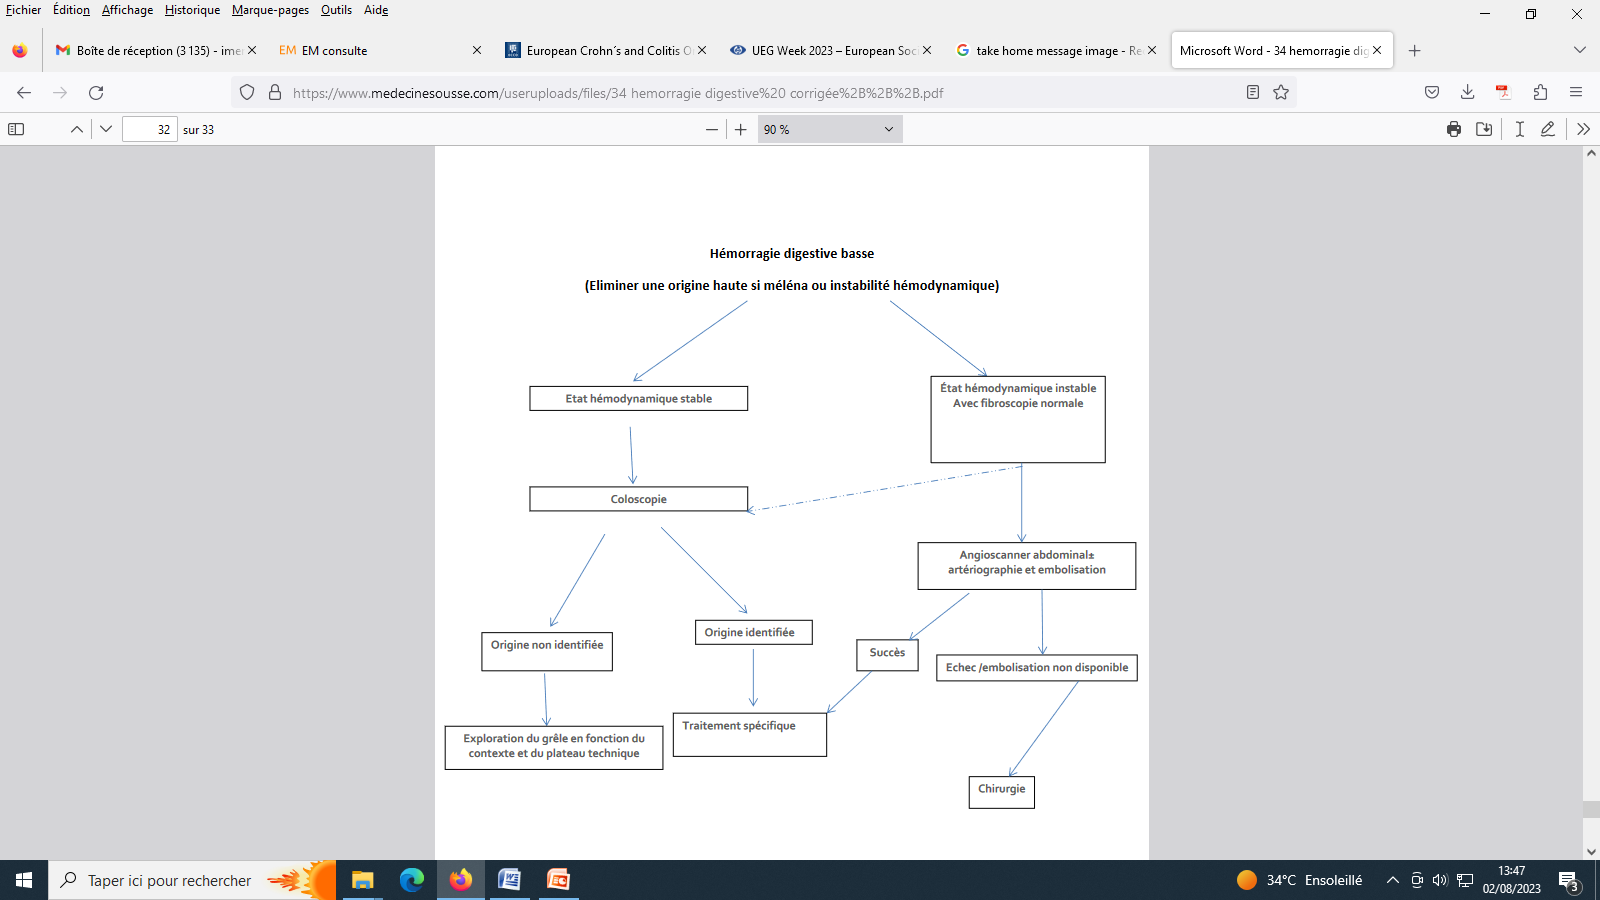 Fichier Édition Affichage Historique Marque-pages Outils Aide
Boîte de réception (3 135) - ime
EM EM consulte
European Crohn´s and Colitis O
UEG Week 2023 – European Soc
take home message image - Re
Microsoft Word - 34 hemorragie dig
https://www.medecinesousse.com/useruploads/files/34 hemorragie digestive%20 corrigée%2B%2B%2B.pdf
32 sur 33
90 %
Hémorragie digestive basse
(Eliminer une origine haute si méléna ou instabilité hémodynamique)
Etat hémodynamique stable
État hémodynamique instable
Avec fibroscopie normale
Coloscopie
Angioscanner abdominal±
artériographie et embolisation
Origine non identifiée
Origine identifiée
Succès
Echec /embolisation non disponible
Exploration du grêle en fonction du
contexte et du plateau technique
Traitement spécifique
Chirurgie
Taper ici pour rechercher
34°C Ensoleillé
13:47
02/08/2023
3